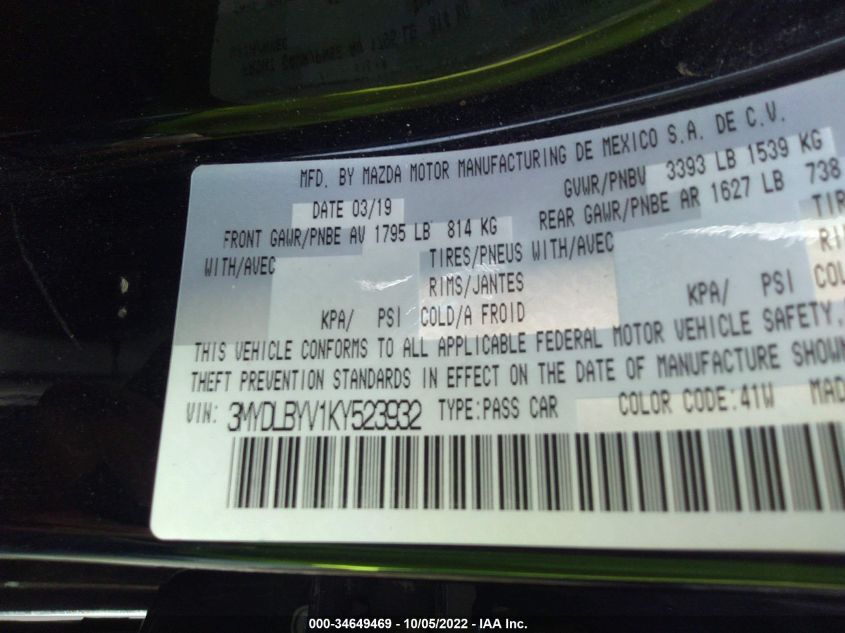 MFD. BY MAZDA MOTOR MANUFACTURING DE MEXICO S.A. DE C.V.
DATE 03/19 GVWR/PNBV 3393 LB 1539 KG
FRONT GAWR/PNBE AV 1795 LB 814 KG REAR GAWR/PNBE AR 1627 LB 738
WITH/AVEC TIRES/PNEUS WITH/AVEC
RIMS/JANTES
KPA/ PSI COLD/A FROID KPA/ PSI
THIS VEHICLE CONFORMS TO ALL APPLICABLE FEDERAL MOTOR VEHICLE SAFETY,
THEFT PREVENTION STANDARDS IN EFFECT ON THE DATE OF MANUFACTURE SHOWN
VIN: 3MYDLBYV1KY523932 TYPE:PASS CAR COLOR CODE:41W MAD
000-34649469 - 10/05/2022 - IAA Inc.